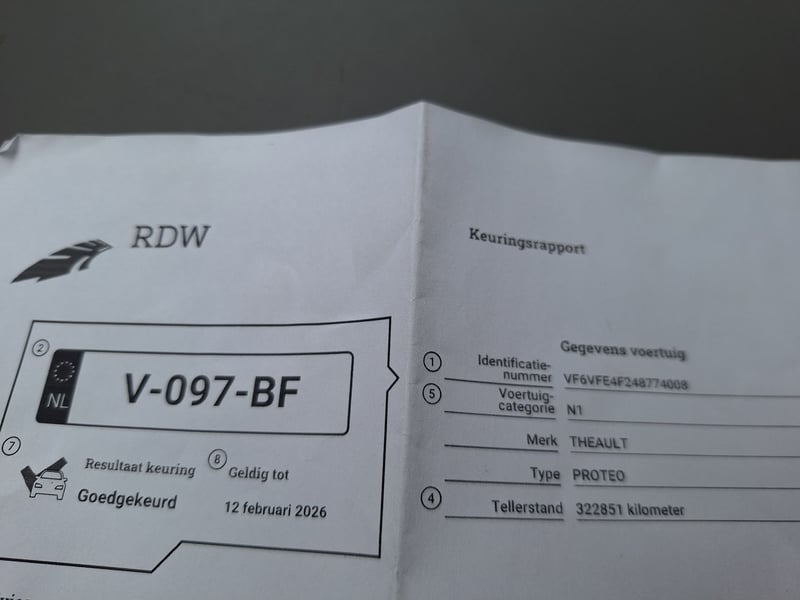 RDW
2
NL
V-097-BF
7
Resultaat keuring
Goedgekeurd
8
Geldig tot
12 februari 2026
Keuringsrapport
Gegevens voertuig
1
Identificatie-
nummer VF6VFE4F248774008
5
Voertuig-
categorie N1
Merk THEAULT
Type PROTEO
4
Tellerstand 322851 kilometer